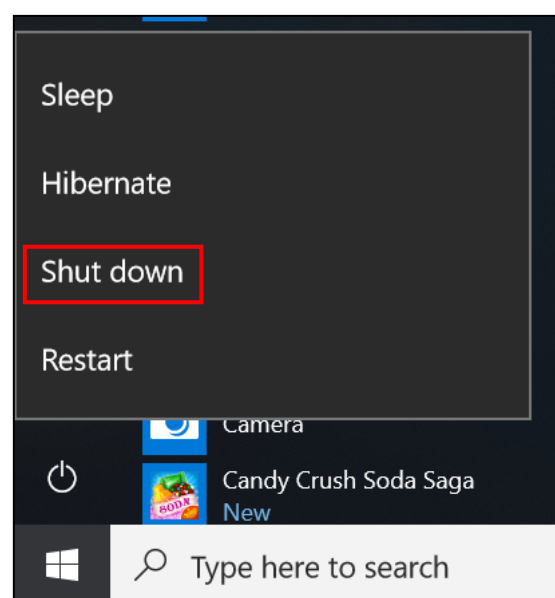 Sleep
Hibernate
Shut down
Restart
Camera
Candy Crush Soda Saga
New
Type here to search